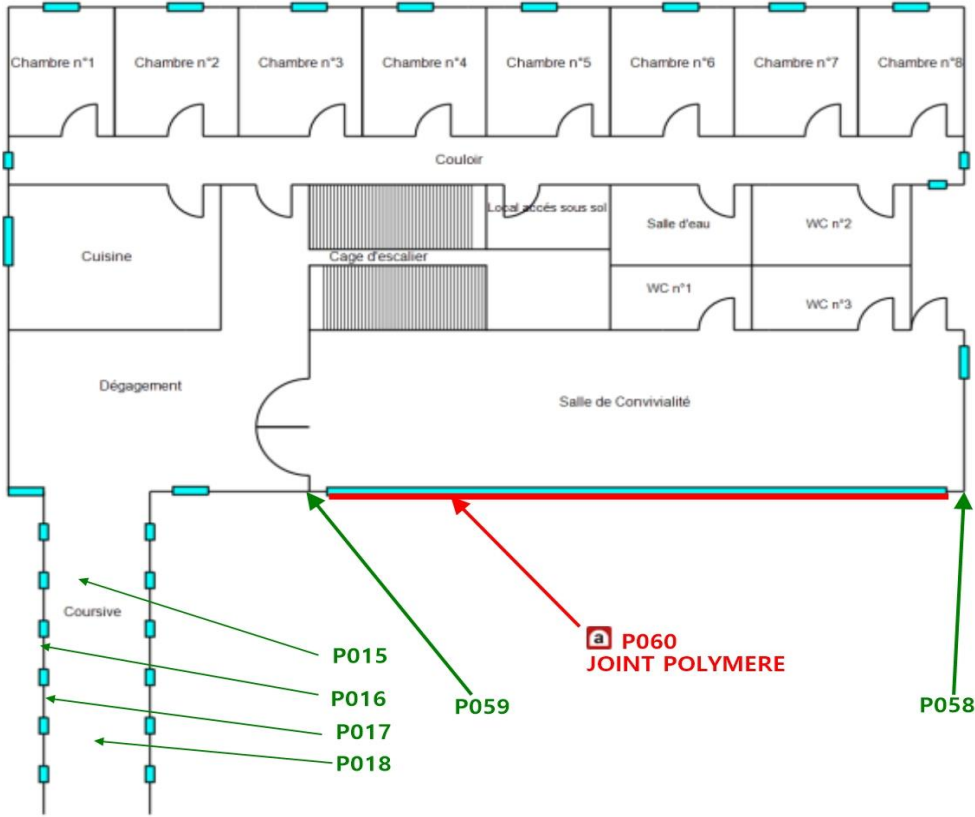 Chambre n°1
Chambre n°2
Chambre n°3
Chambre n°4
Chambre n°5
Chambre n°6
Chambre n°7
Chambre n°8
Couloir
Local accés sous sol
Salle d'eau
WC n°2
Cuisine
Cage d'escalier
WC n°1
WC n°3
Dégagement
Salle de Convivialité
Coursive
a P060
JOINT POLYMERE
P015
P016
P017
P018
P059
P058